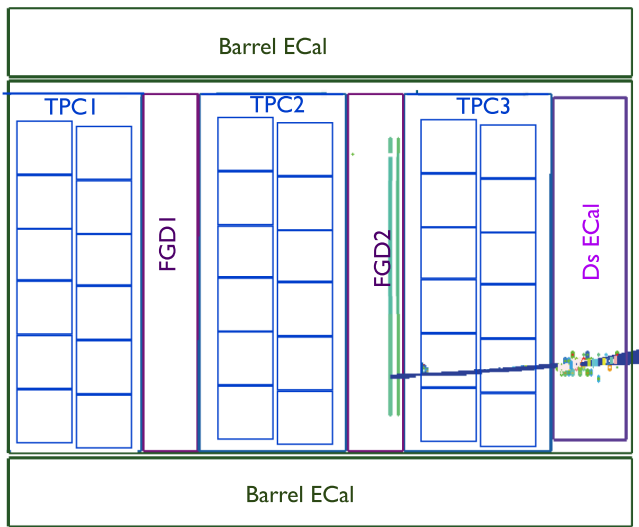 Barrel ECal
TPC1
TPC2
TPC3
FGD1
FGD2
Ds ECal
Barrel ECal